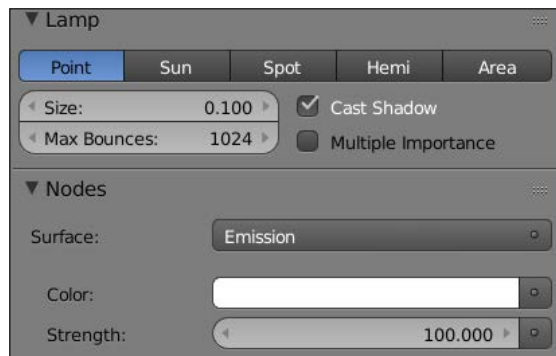 Lamp
Point Sun Spot Hemi Area
Size: 0.100 Cast Shadow
Max Bounces: 1024 Multiple Importance
Nodes
Surface: Emission
Color:
Strength: 100.000